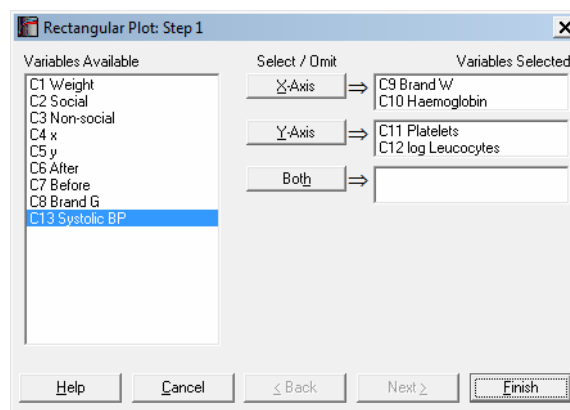 Rectangular Plot: Step 1
Variables Available
Select / Omit
Variables Selected
C1 Weight
C2 Social
C3 Non-social
C4 x
C5 y
C6 After
C7 Before
C8 Brand G
C13 Systolic BP
X-Axis
C9 Brand W
C10 Haemoglobin
Y-Axis
C11 Platelets
C12 log Leucocytes
Both
Help
Cancel
< Back
Next >
Finish